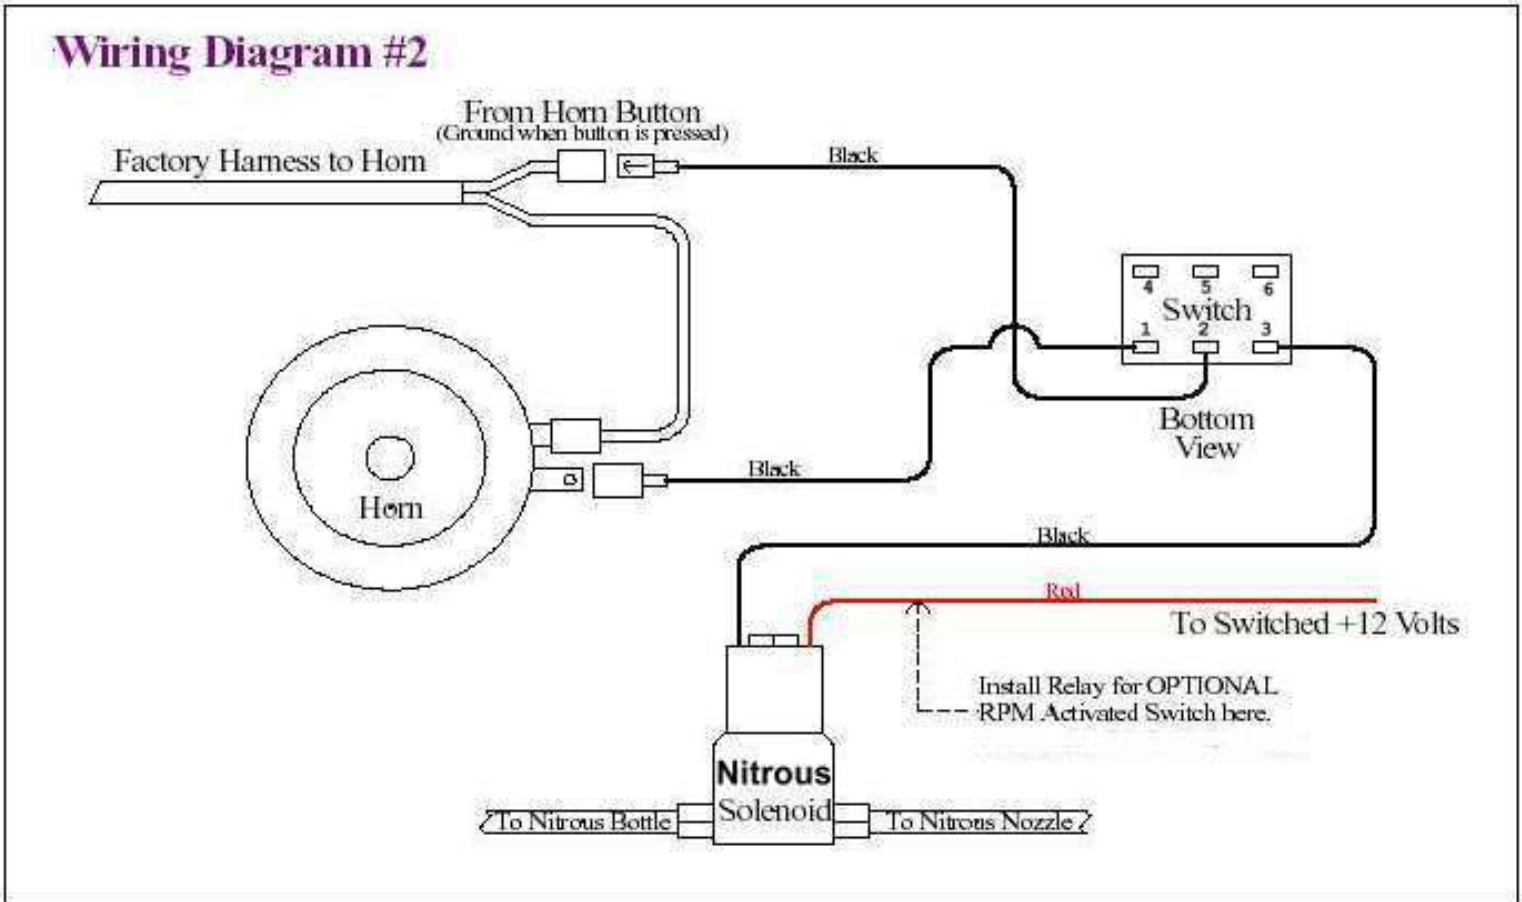 Wiring Diagram #2
From Horn Button
(Ground when button is pressed)
Factory Harness to Horn
Black
4 5 6
Switch
1 2 3
Bottom
View
Black
Horn
Black
Red
To Switched +12 Volts
Install Relay for OPTIONAL
RPM Activated Switch here.
Nitrous
Solenoid
To Nitrous Bottle
To Nitrous Nozzle